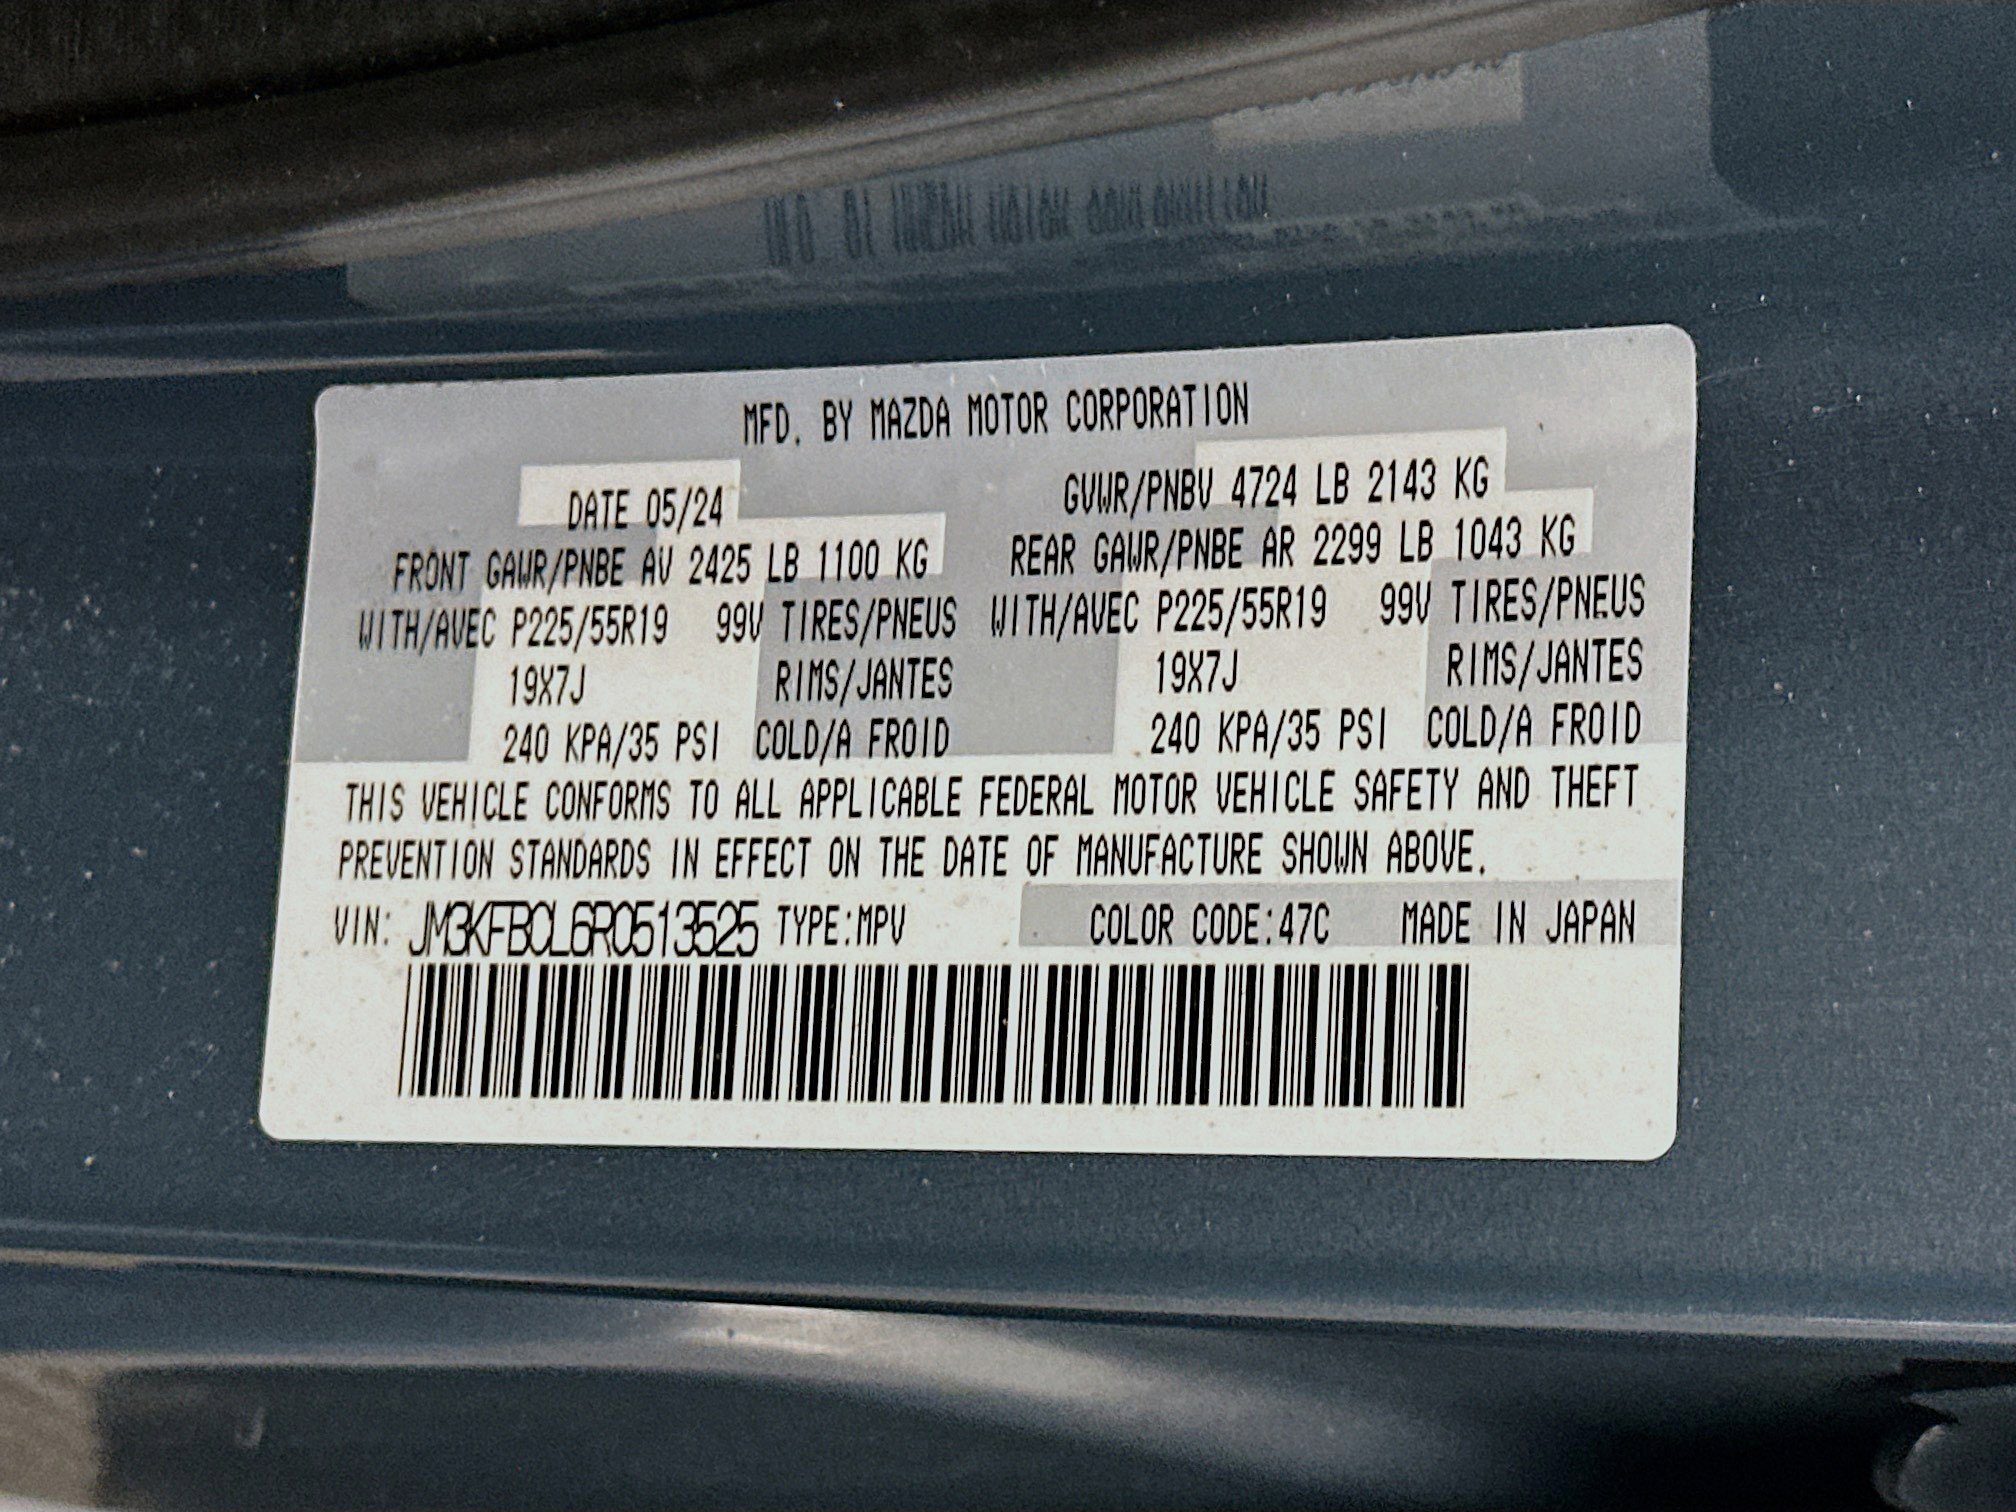 MFD. BY MAZDA MOTOR CORPORATION
DATE 05/24 GVWR/PNBV 4724 LB 2143 KG
FRONT GAWR/PNBE AV 2425 LB 1100 KG REAR GAWR/PNBE AR 2299 LB 1043 KG
WITH/AVEC P225/55R19 99V TIRES/PNEUS WITH/AVEC P225/55R19 99V TIRES/PNEUS
19X7J RIMS/JANTES 19X7J RIMS/JANTES
240 KPA/35 PSI COLD/A FROID 240 KPA/35 PSI COLD/A FROID
THIS VEHICLE CONFORMS TO ALL APPLICABLE FEDERAL MOTOR VEHICLE SAFETY AND THEFT
PREVENTION STANDARDS IN EFFECT ON THE DATE OF MANUFACTURE SHOWN ABOVE.
VIN: JM3KFBCL6R0513525 TYPE:MPV COLOR CODE:47C MADE IN JAPAN